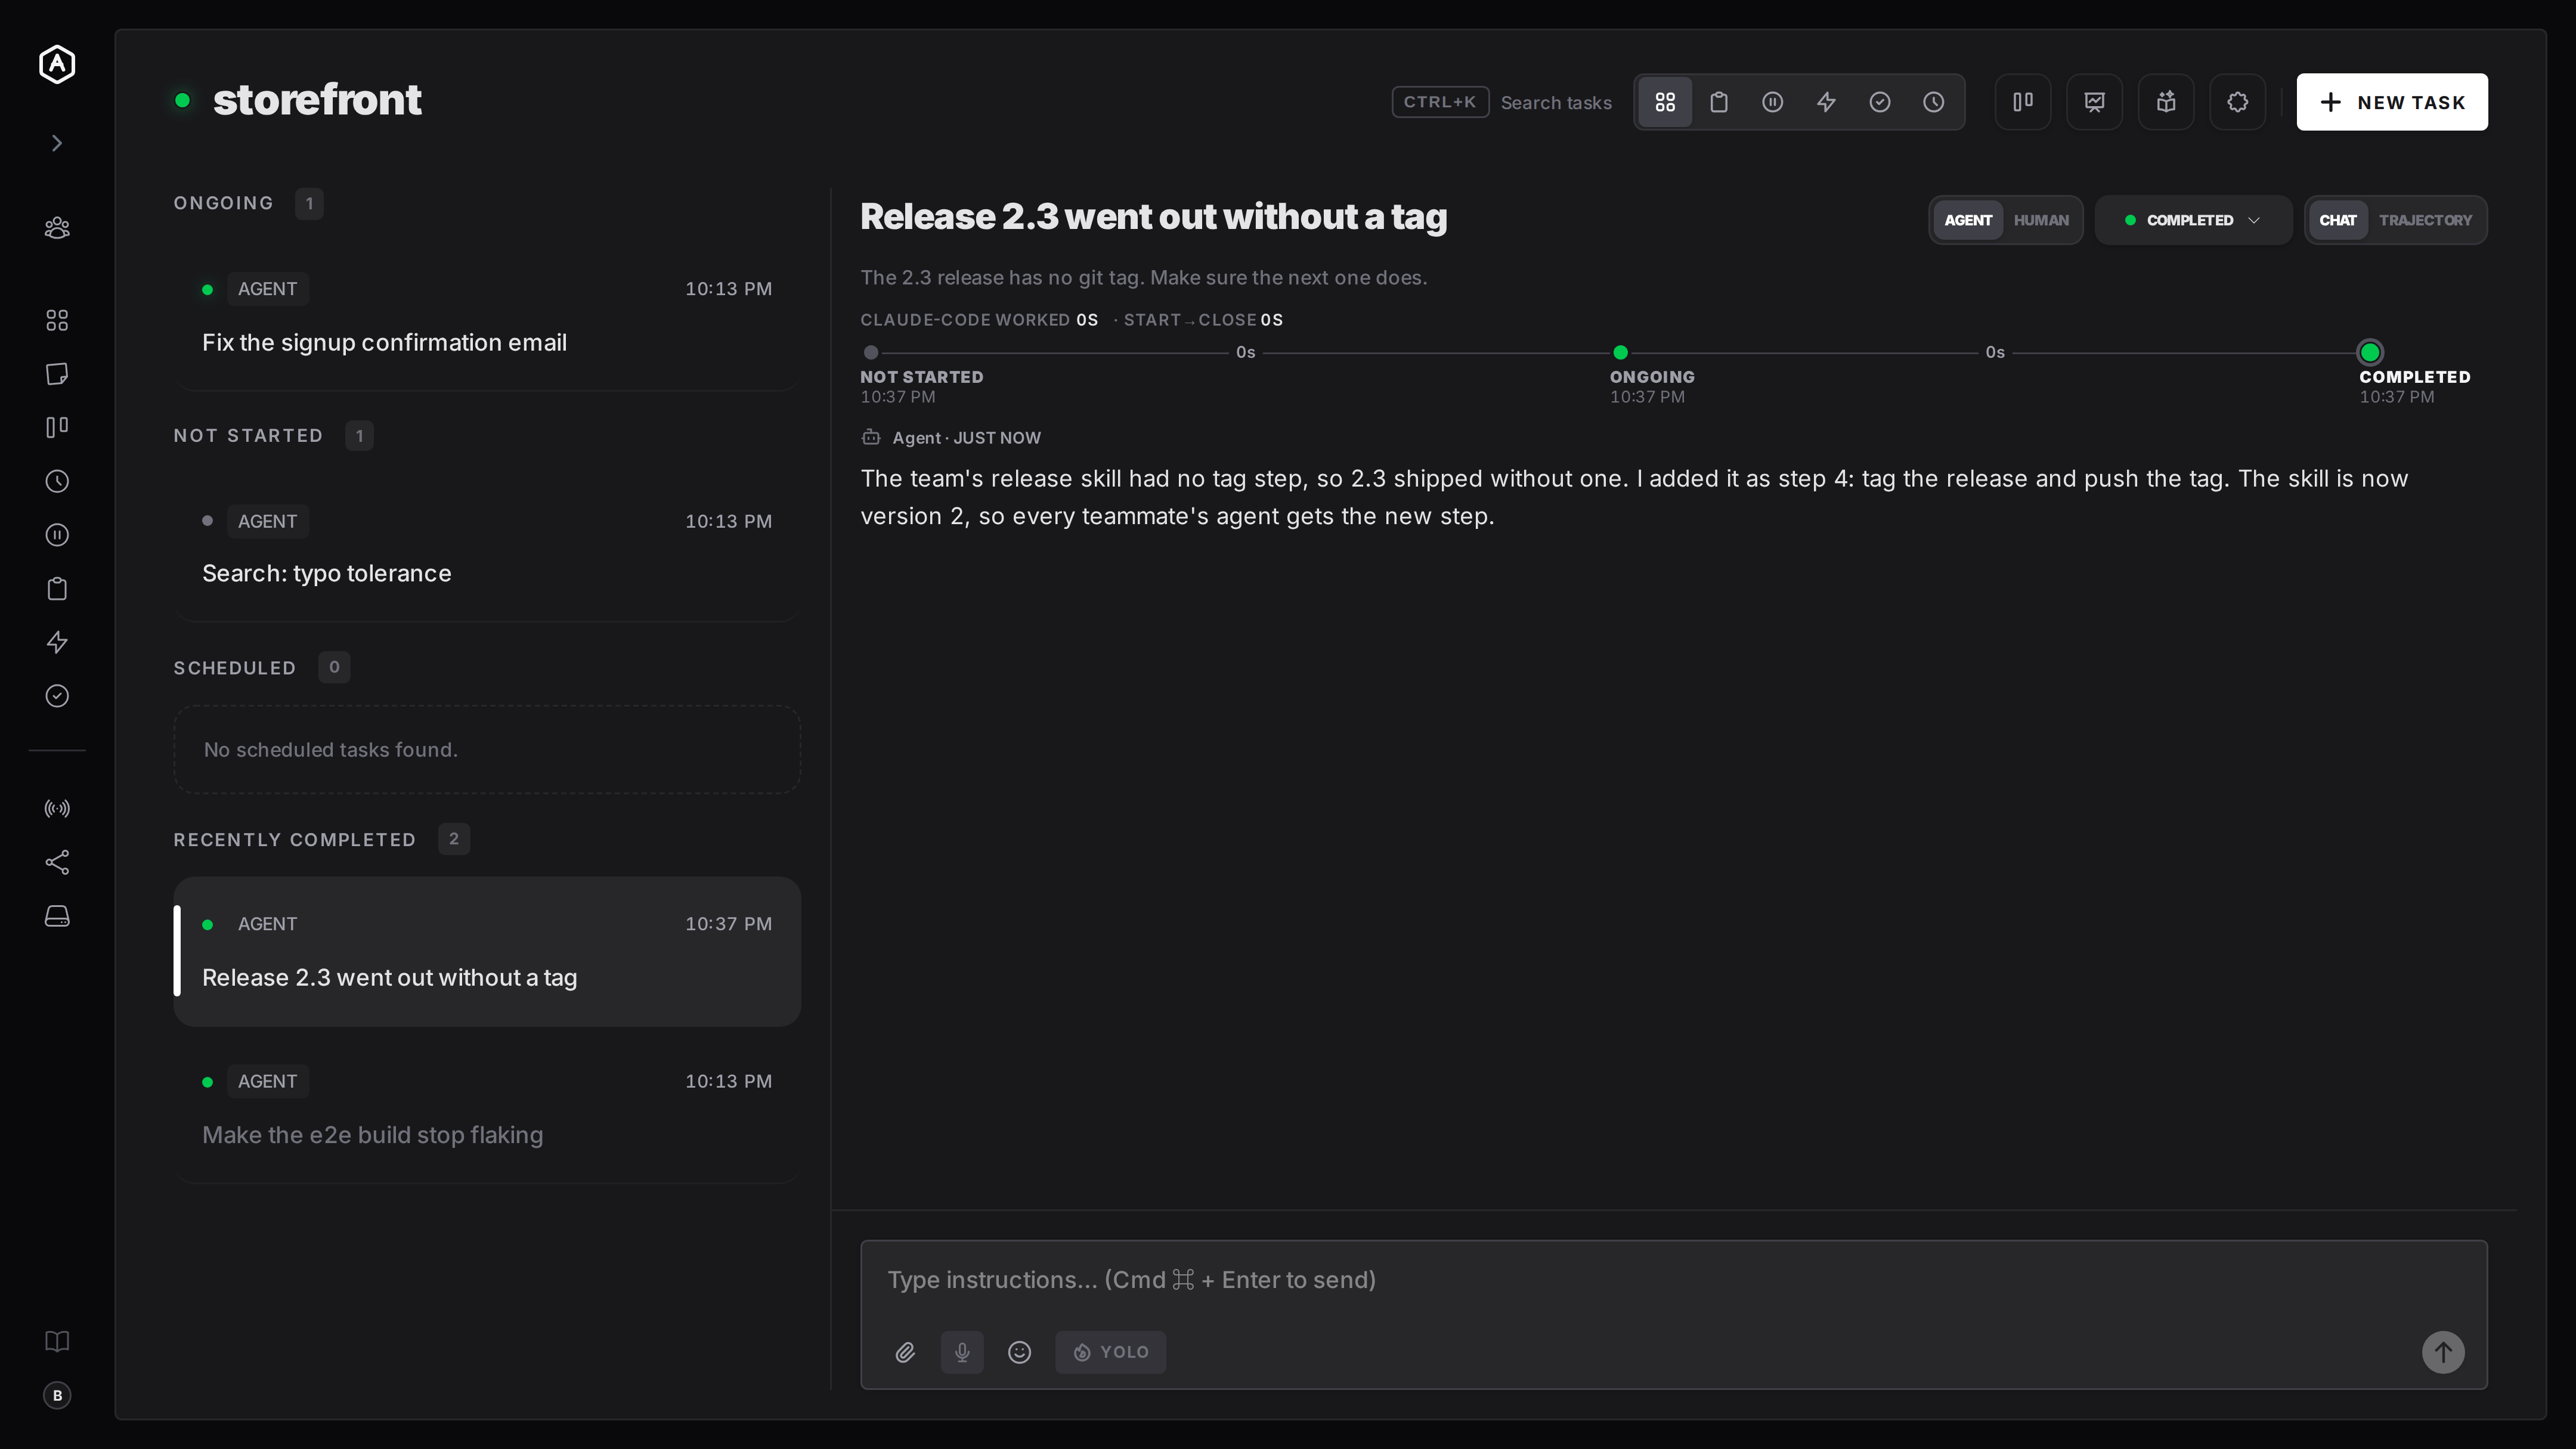 storefront
CTRL+K Search tasks
NEW TASK
ONGOING 1
AGENT 10:13 PM
Fix the signup confirmation email
NOT STARTED 1
AGENT 10:13 PM
Search: typo tolerance
SCHEDULED 0
No scheduled tasks found.
RECENTLY COMPLETED 2
AGENT 10:37 PM
Release 2.3 went out without a tag
AGENT 10:13 PM
Make the e2e build stop flaking
Release 2.3 went out without a tag
AGENT HUMAN COMPLETED CHAT TRAJECTORY
The 2.3 release has no git tag. Make sure the next one does.
CLAUDE-CODE WORKED 0S · START→CLOSE 0S
0s 0s
NOT STARTED ONGOING COMPLETED
10:37 PM 10:37 PM 10:37 PM
Agent · JUST NOW
The team's release skill had no tag step, so 2.3 shipped without one. I added it as step 4: tag the release and push the tag. The skill is now
version 2, so every teammate's agent gets the new step.
Type instructions... (Cmd ⌘ + Enter to send)
YOLO
B